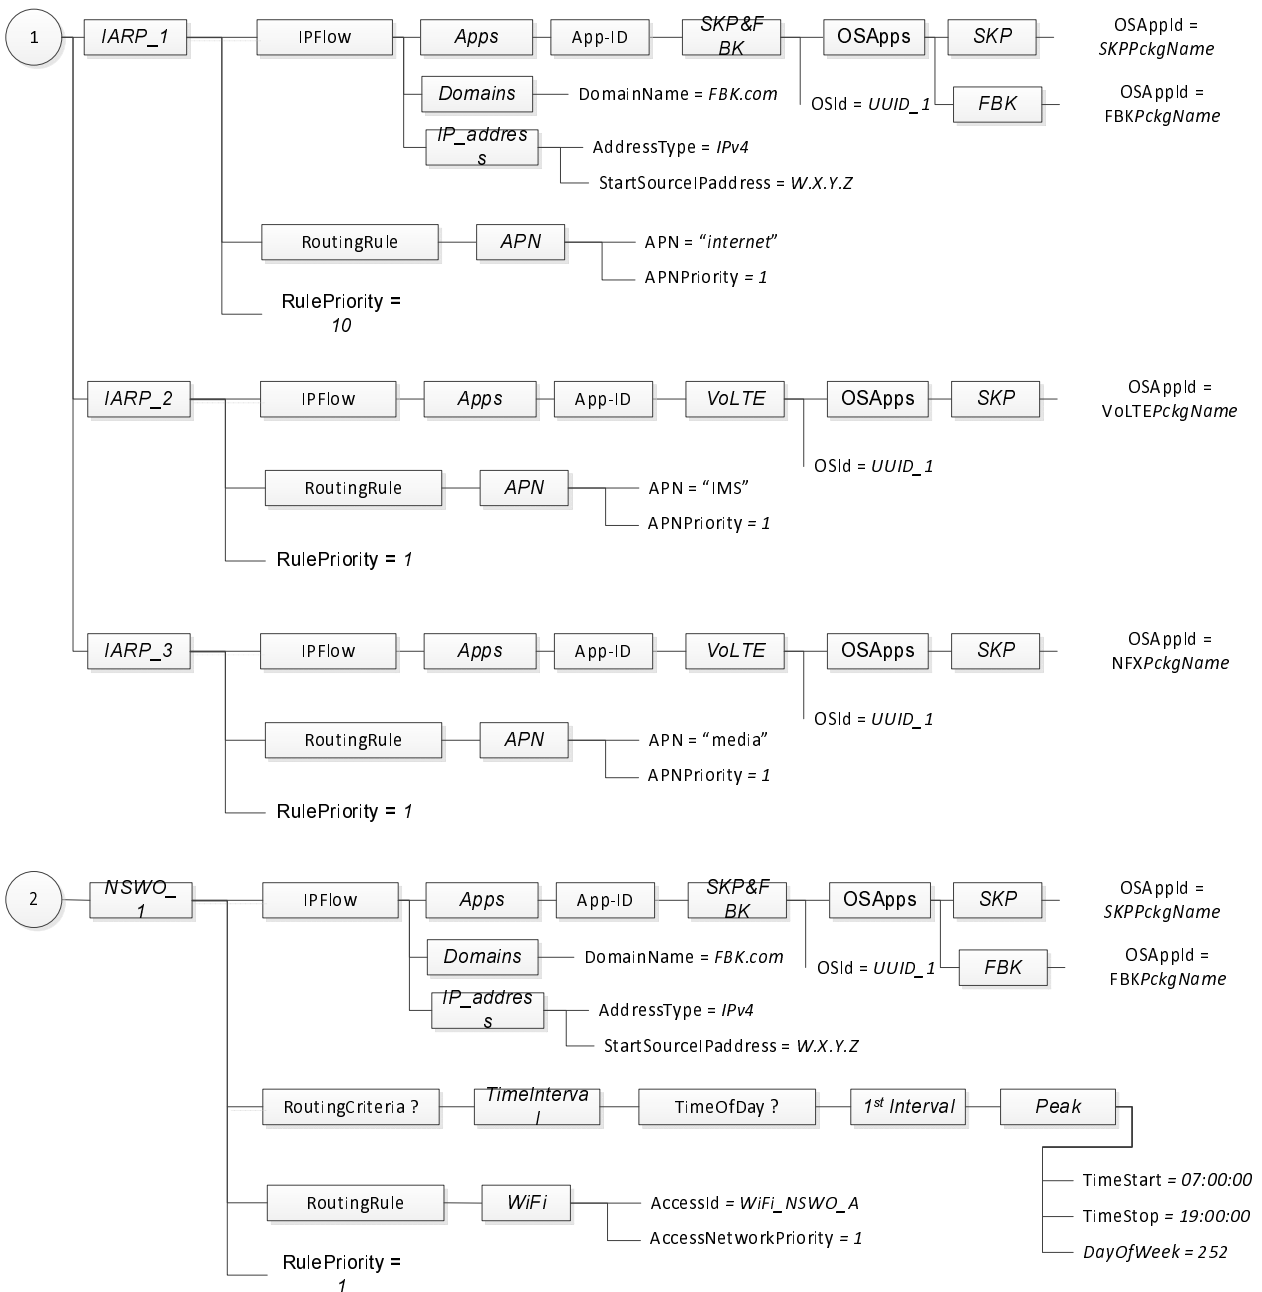 1
IARP_1
IPFlow
Apps
App-ID
SKP&F
BK
OSApps
SKP
OSAppId =
SKPPckgName
Domains
DomainName = FBK.com
OSId = UUID_1
FBK
OSAppId =
FBKPckgName
IP_addres
s
AddressType = IPv4
StartSourceIPaddress = W.X.Y.Z
RoutingRule
APN
APN = “internet”
APNPriority = 1
RulePriority =
10
IARP_2
IPFlow
Apps
App-ID
VoLTE
OSApps
SKP
OSAppId =
VoLTEPckgName
OSId = UUID_1
RoutingRule
APN
APN = “IMS”
APNPriority = 1
RulePriority = 1
IARP_3
IPFlow
Apps
App-ID
VoLTE
OSApps
SKP
OSAppId =
NFXPckgName
OSId = UUID_1
RoutingRule
APN
APN = “media”
APNPriority = 1
RulePriority = 1
2
NSWO_
1
IPFlow
Apps
App-ID
SKP&F
BK
OSApps
SKP
OSAppId =
SKPPckgName
Domains
DomainName = FBK.com
OSId = UUID_1
FBK
OSAppId =
FBKPckgName
IP_addres
s
AddressType = IPv4
StartSourceIPaddress = W.X.Y.Z
RoutingCriteria ?
TimeInterva
l
TimeOfDay ?
1st Interval
Peak
TimeStart = 07:00:00
TimeStop = 19:00:00
DayOfWeek = 252
RoutingRule
WiFi
AccessId = WiFi_NSWO_A
AccessNetworkPriority = 1
RulePriority =
1